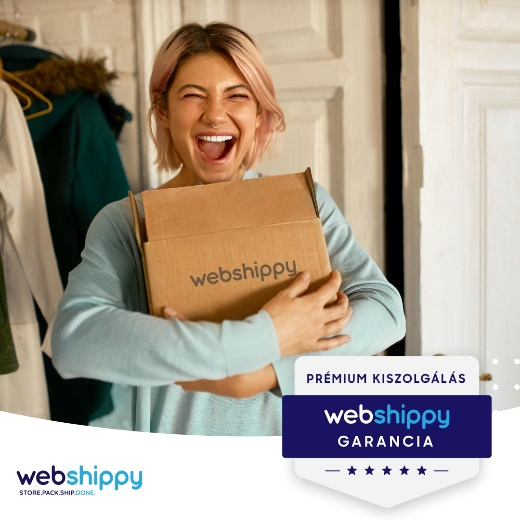 webshippy
PRÉMIUM KISZOLGÁLÁS
webshippy
GARANCIA
webshippy
STORE.PACK.SHIP.DONE.